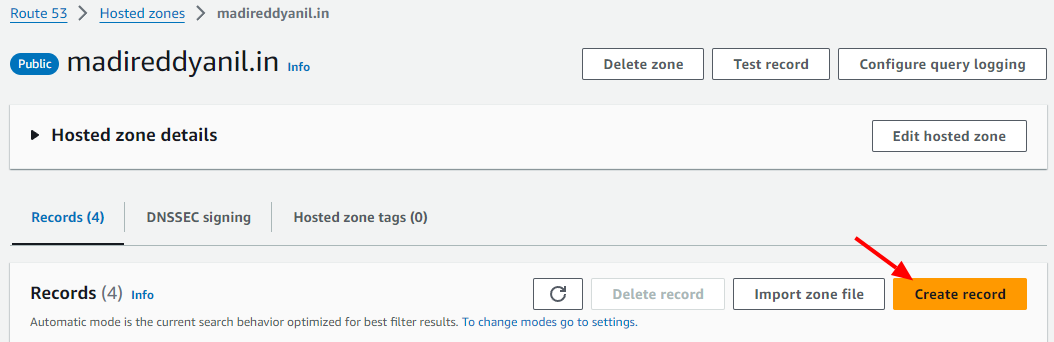 Route 53 > Hosted zones > madireddyanil.in
Public madireddyanil.in Info Delete zone Test record Configure query logging
Hosted zone details Edit hosted zone
Records (4) DNSSEC signing Hosted zone tags (0)
Records (4) Info Delete record Import zone file Create record
Automatic mode is the current search behavior optimized for best filter results. To change modes go to settings.